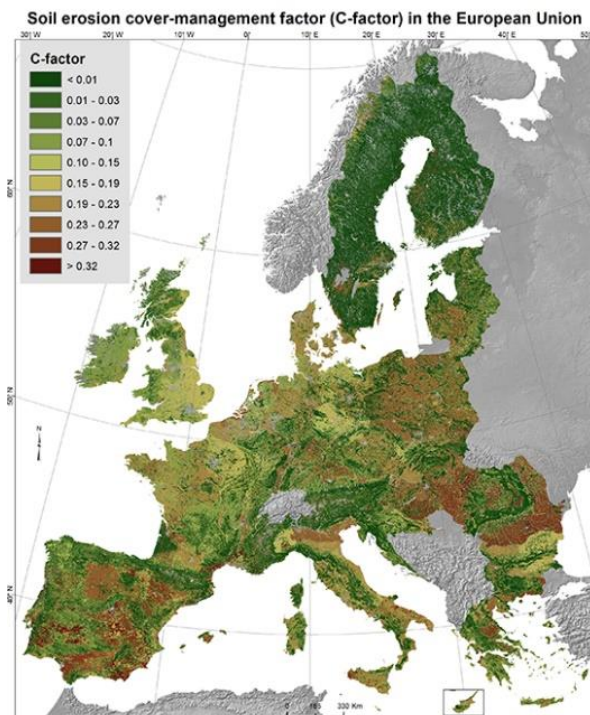 Soil erosion cover-management factor (C-factor) in the European Union
30°W
20°W
10°W
0°
10°E
20°E
30°E
40°E
C-factor
< 0.01
0.01 - 0.03
0.03 - 0.07
0.07 - 0.1
0.10 - 0.15
0.15 - 0.19
0.19 - 0.23
0.23 - 0.27
0.27 - 0.32
> 0.32
60°N
50°N
40°N
N
0
330 Km